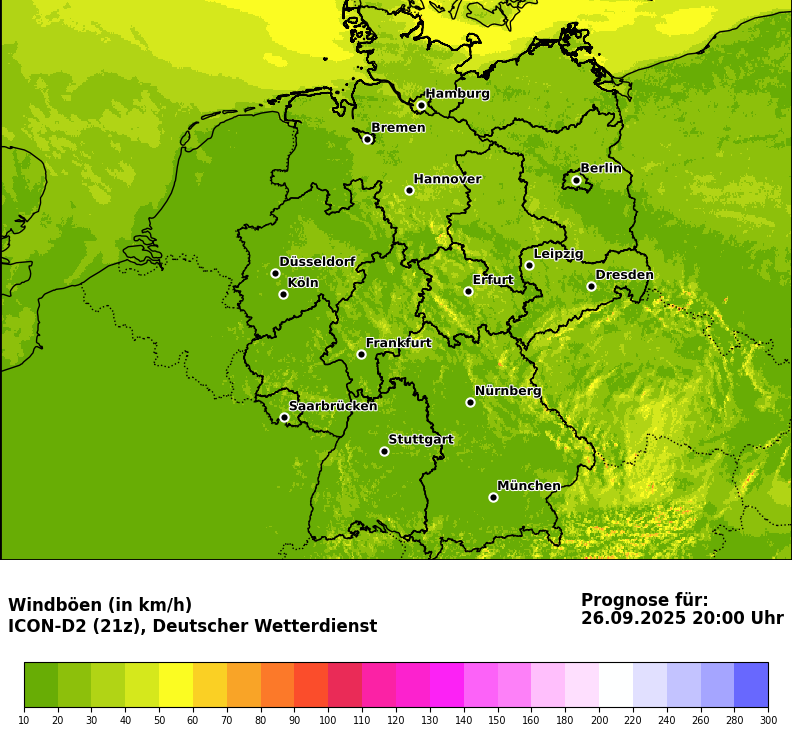 Hamburg
Bremen
Berlin
Hannover
Leipzig
Düsseldorf
Dresden
Köln
Erfurt
Frankfurt
Nürnberg
Saarbrücken
Stuttgart
München
Windböen (in km/h)
ICON-D2 (21z), Deutscher Wetterdienst
Prognose für:
26.09.2025 20:00 Uhr
10 20 30 40 50 60 70 80 90 100 110 120 130 140 150 160 180 200 220 240 260 280 300